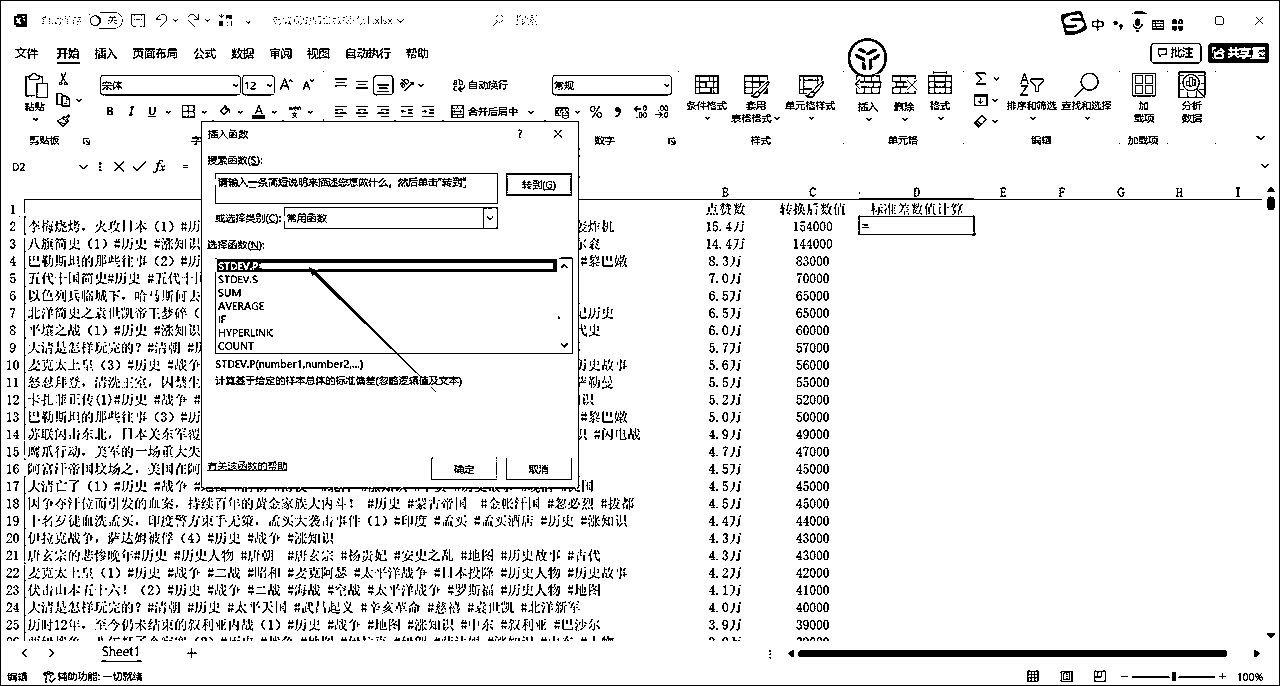 .xlsx
搜索
中
文件 开始 插入 页面布局 公式 数据 审阅 视图 自动执行 帮助
批注 共享
粘贴
宋体 12
B I U A
自动换行
合并后居中
常规
条件格式 套用表格格式 单元格样式
插入 删除 格式
排序和筛选 查找和选择
加载项
分析数据
剪贴板 数字 样式 单元格 编辑 加载项
D2 fx =
插入函数 ? ×
搜索函数(S):
请输入一条简短说明来描述您想做什么，然后单击"转到"
转到(G)
或选择类别(C): 常用函数
选择函数(N):
STDEV.P
STDEV.S
SUM
AVERAGE
IF
HYPERLINK
COUNT
STDEV.P(number1,number2,...)
计算基于给定的样本总体的标准偏差(忽略逻辑值及文本)
有关该函数的帮助
确定 取消
B C D E F G H I
1 点赞数 转换后数值 标准差数值计算
2 李梅烧烤，火攻日本（1）#历 轰炸机 15.4万 154000 =
3 八旗简史（1）#历史 #涨知识 14.4万 144000
4 巴勒斯坦的那些往事（2）#历 #黎巴嫩 8.3万 83000
5 五代十国简史#历史 #五代十国 7.0万 70000
6 以色列兵临城下，哈马斯何去 6.5万 65000
7 北洋简史之袁世凯帝王梦碎（ 历史 6.5万 65000
8 平壤之战（1）#历史 #涨知识 代史 6.0万 60000
9 大清是怎样玩完的？#清朝 # 5.7万 57000
10 麦克太上皇（3）#历史 #战争 历史故事 5.6万 56000
11 怒怼拜登，清洗王室，囚禁生 萨勒曼 5.5万 55000
12 卡扎菲正传(1)#历史 #战争 # 识 5.2万 52000
13 巴勒斯坦的那些往事（3）#历 #黎巴嫩 5.0万 50000
14 苏联闪击东北，日本关东军覆 识 #闪电战 4.9万 49000
15 鹰爪行动，美军的一场重大失 4.7万 47000
16 阿富汗帝国坟场之，美国在阿 4.5万 45000
17 大清亡了（1）#历史 #战争 国 4.5万 45000
18 因争夺汗位而引发的血案，持续百年的黄金家族大内斗！ #历史 #蒙古帝国 #金帐汗国 #忽必烈 #拔都 4.5万 45000
19 十名歹徒血洗孟买，印度警方束手无策，孟买大袭击事件（1）#印度 #孟买 #孟买酒店 #历史 #涨知识 4.4万 44000
20 伊拉克战争，萨达姆被俘（4）#历史 #战争 #涨知识 4.3万 43000
21 唐玄宗的悲惨晚年#历史 #历史人物 #唐朝 #唐玄宗 #杨贵妃 #安史之乱 #地图 #历史故事 #古代 4.3万 43000
22 麦克太上皇（1）#历史 #战争 #二战 #昭和 #麦克阿瑟 #太平洋战争 #日本投降 #历史人物 #历史故事 4.2万 42000
23 伏击山本五十六！（2）#历史 #战争 #二战 #海战 #空战 #太平洋战争 #罗斯福 #历史人物 #地图 4.1万 41000
24 大清是怎样玩完的？#清朝 #历史 #太平天国 #武昌起义 #辛亥革命 #慈禧 #袁世凯 #北洋新军 4.0万 40000
25 历时12年，至今仍未结束的叙利亚内战（1）#历史 #战争 #地图 #涨知识 #中东 #叙利亚 #巴沙尔 3.9万 39000
Sheet1 +
编辑 辅助功能: 一切就绪 100%